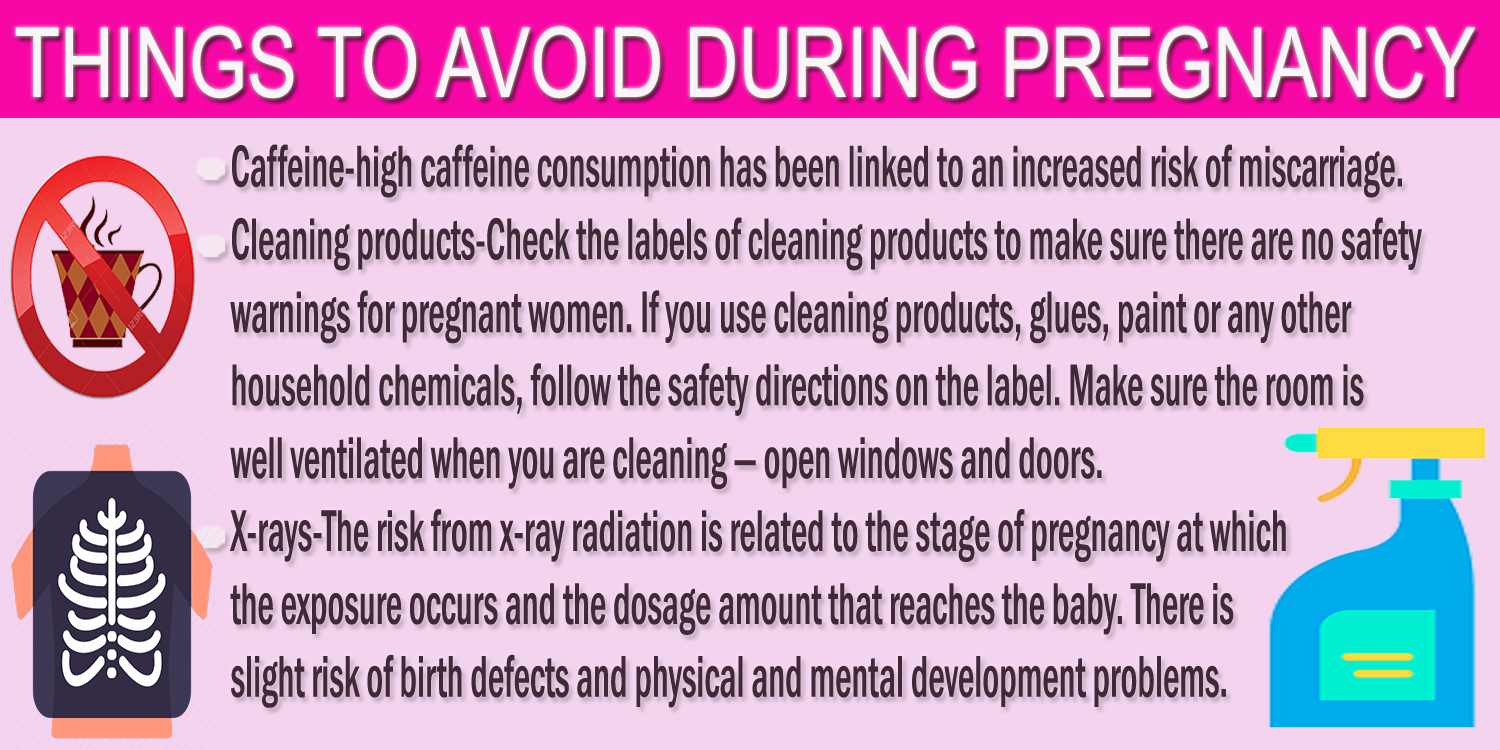 THINGS TO AVOID DURING PREGNANCY
Caffeine-high caffeine consumption has been linked to an increased risk of miscarriage.
Cleaning products-Check the labels of cleaning products to make sure there are no safety
warnings for pregnant women. If you use cleaning products, glues, paint or any other
household chemicals, follow the safety directions on the label. Make sure the room is
well ventilated when you are cleaning — open windows and doors.
X-rays-The risk from x-ray radiation is related to the stage of pregnancy at which
the exposure occurs and the dosage amount that reaches the baby. There is
slight risk of birth defects and physical and mental development problems.